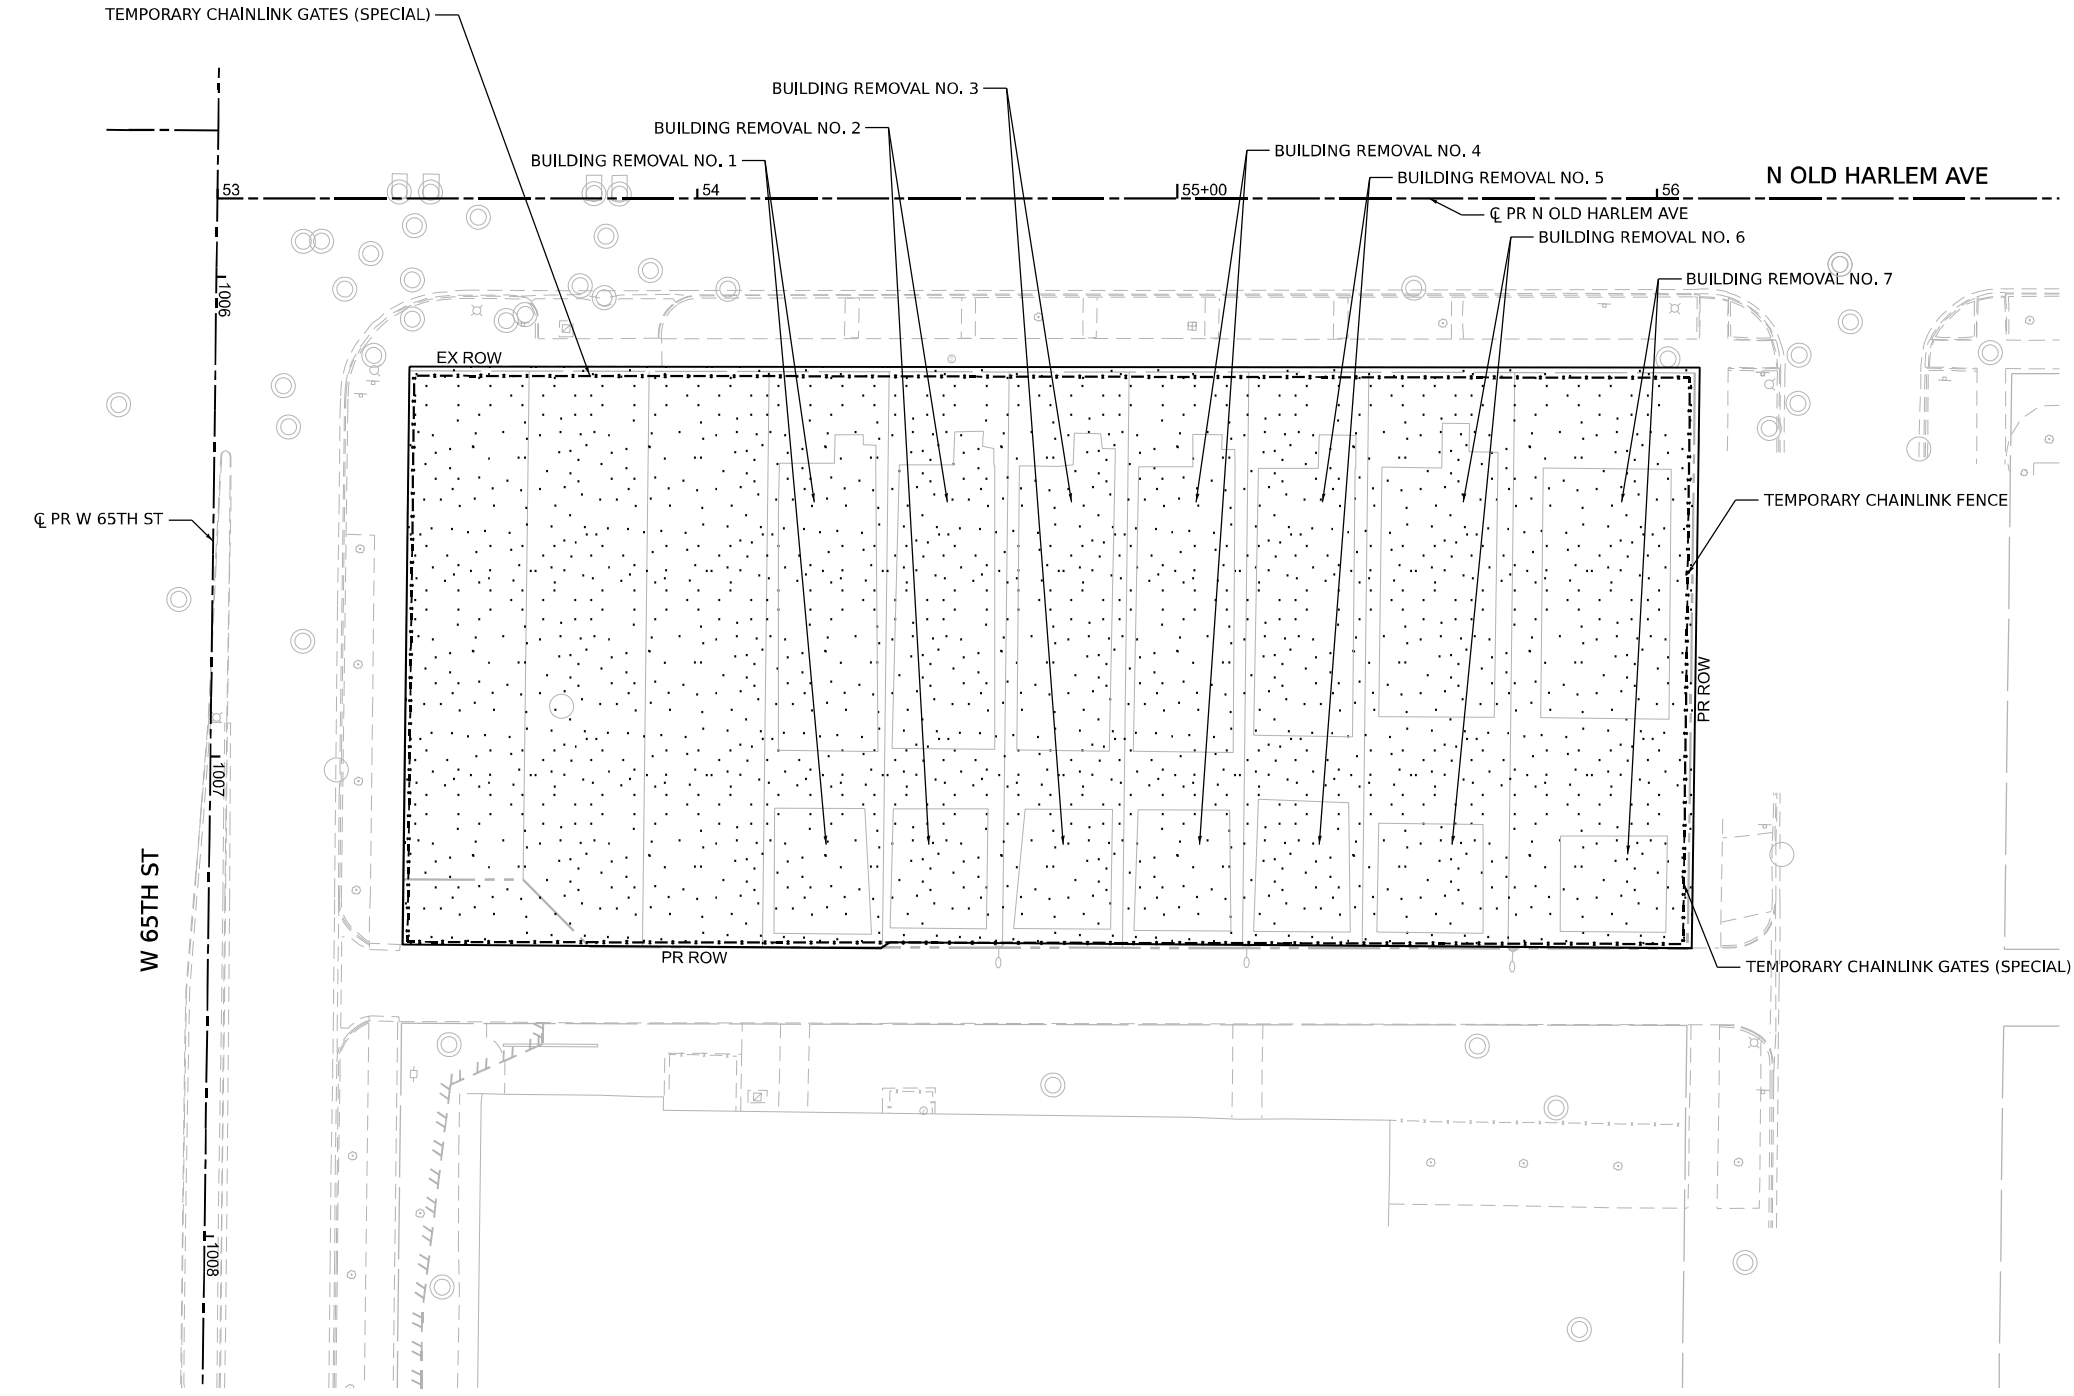 TEMPORARY CHAINLINK GATES (SPECIAL)
BUILDING REMOVAL NO. 3
BUILDING REMOVAL NO. 2
BUILDING REMOVAL NO. 1
BUILDING REMOVAL NO. 4
BUILDING REMOVAL NO. 5
N OLD HARLEM AVE
53
54
55+00
56
℄ PR N OLD HARLEM AVE
BUILDING REMOVAL NO. 6
BUILDING REMOVAL NO. 7
1006
EX ROW
TEMPORARY CHAINLINK FENCE
℄ PR W 65TH ST
PR ROW
1007
W 65TH ST
PR ROW
TEMPORARY CHAINLINK GATES (SPECIAL)
1008